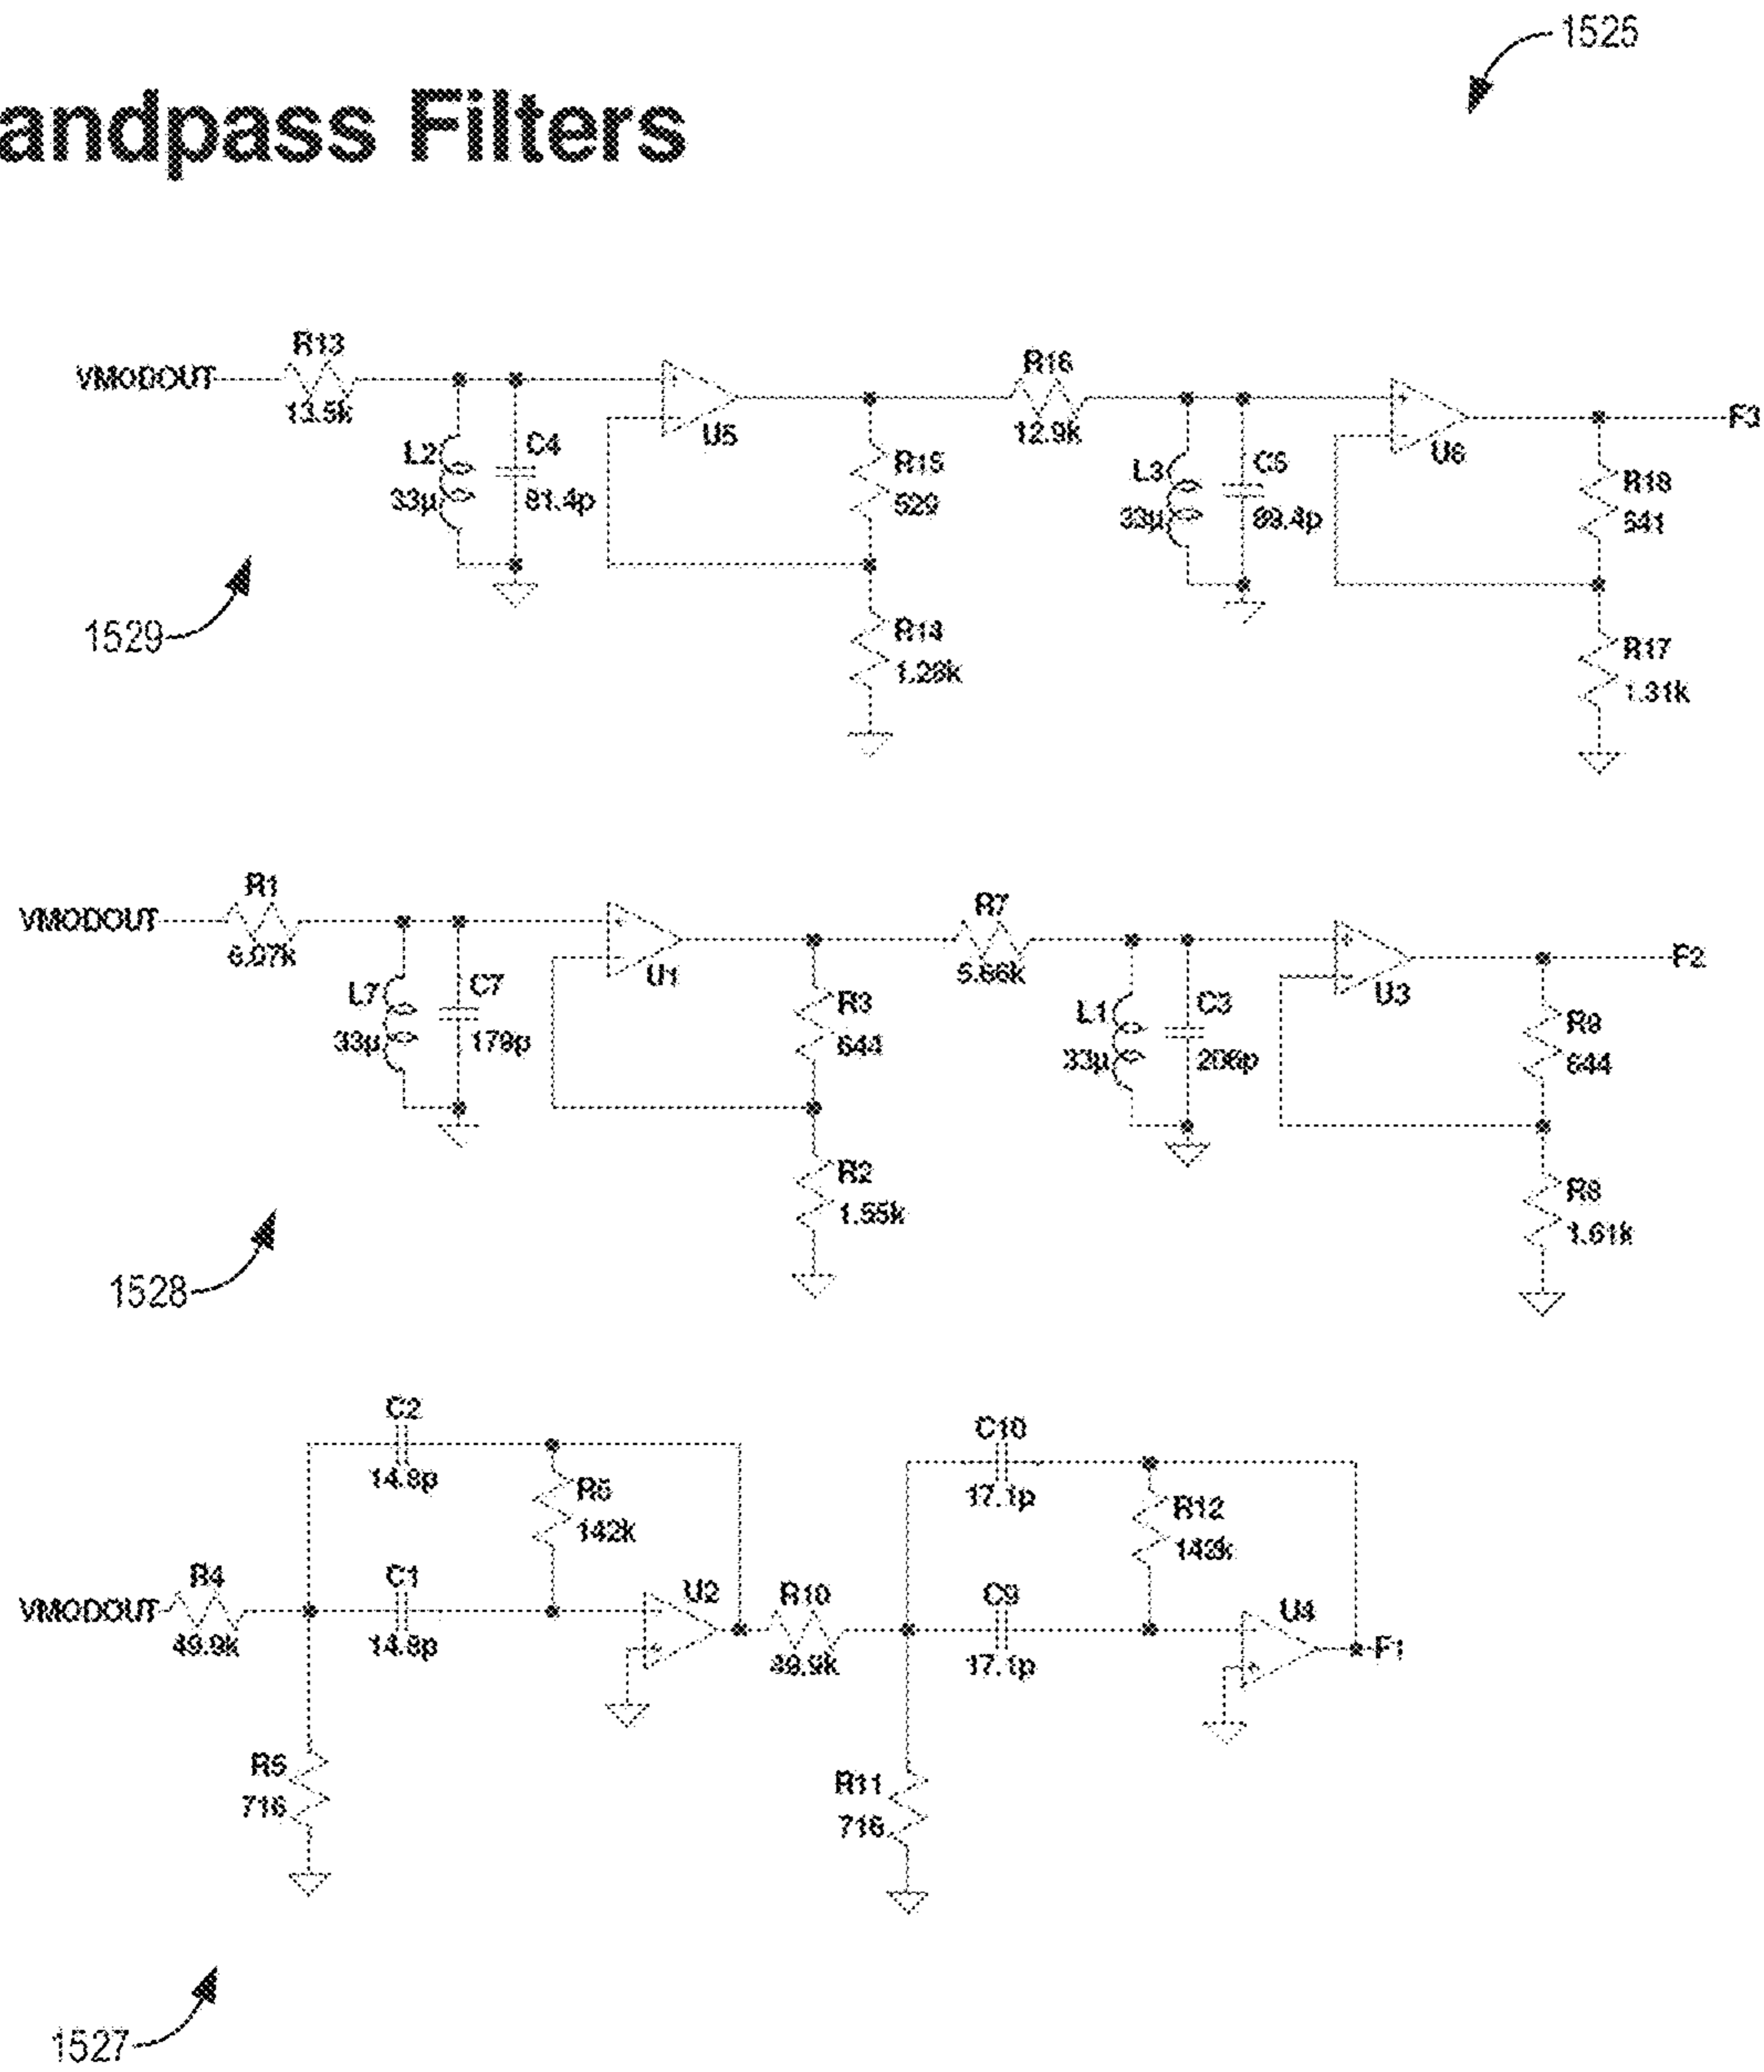 1525
andpass Filters
R13
VMODOUT
13.5k
L2
33µ
C4
81.4p
U5
R15
529
R14
1.28k
R16
12.9k
L3
33µ
89.4p
U6
F3
R18
541
R17
1.31k
1529
R1
VMODOUT
6.07k
L7
33µ
C7
179p
U1
R3
644
R2
1.55k
R7
5.66k
L1
33µ
C3
206p
U3
F2
R9
644
R8
1.61k
1528
C2
14.8p
142k
R4
VMODOUT
49.9k
C1
14.8p
U2
R5
716
C10
17.1p
R12
142k
R10
49.9k
C9
17.1p
U4
F1
R11
716
1527